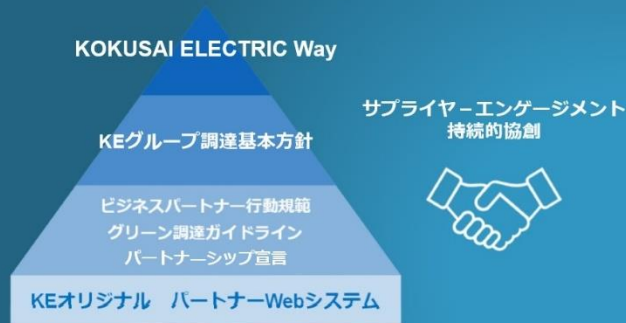 KOKUSAI ELECTRIC Way
KEグループ調達基本方針
ビジネスパートナー行動規範
グリーン調達ガイドライン
パートナーシップ宣言
KEオリジナル パートナーWebシステム
サプライヤ－エンゲージメント
持続的協創